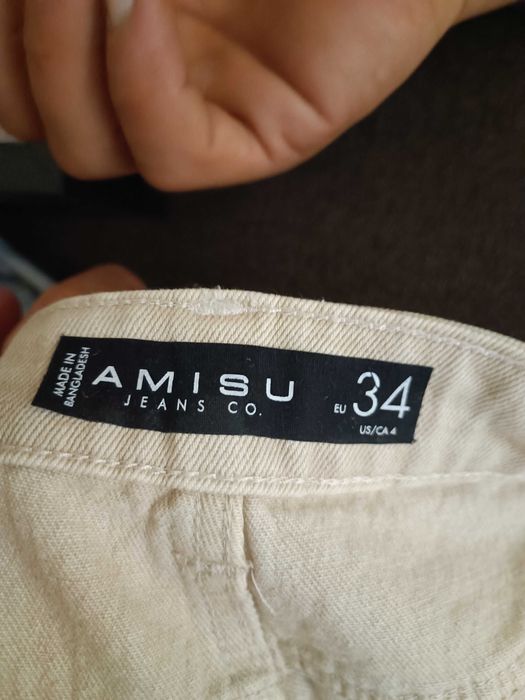 MADE IN
BANGLADESH
AMISU
JEANS CO.
EU 34
US/CA 4